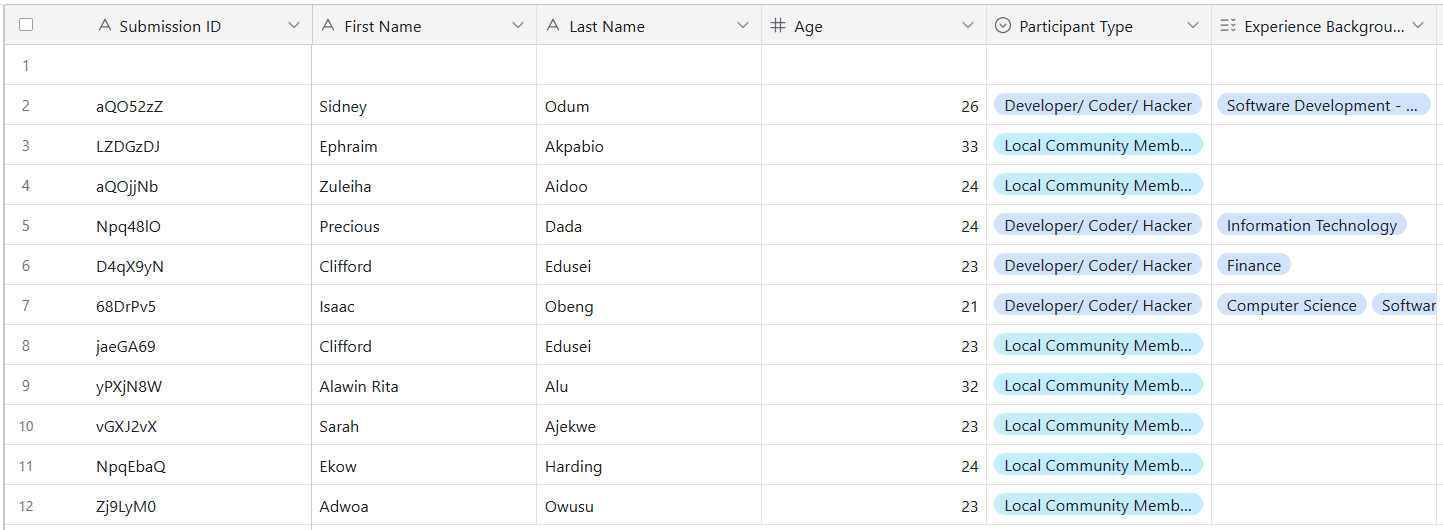 Submission ID First Name Last Name Age Participant Type Experience Backgrou...
1
2 aQO52zZ Sidney Odum 26 Developer/ Coder/ Hacker Software Development - ...
3 LZDGzDJ Ephraim Akpabio 33 Local Community Memb...
4 aQOjjNb Zuleiha Aidoo 24 Local Community Memb...
5 Npq48lO Precious Dada 24 Developer/ Coder/ Hacker Information Technology
6 D4qX9yN Clifford Edusei 23 Developer/ Coder/ Hacker Finance
7 68DrPv5 Isaac Obeng 21 Developer/ Coder/ Hacker Computer Science Softwar
8 jaeGA69 Clifford Edusei 23 Local Community Memb...
9 yPXjN8W Alawin Rita Alu 32 Local Community Memb...
10 vGXJ2vX Sarah Ajekwe 23 Local Community Memb...
11 NpqEbaQ Ekow Harding 24 Local Community Memb...
12 Zj9LyM0 Adwoa Owusu 23 Local Community Memb...